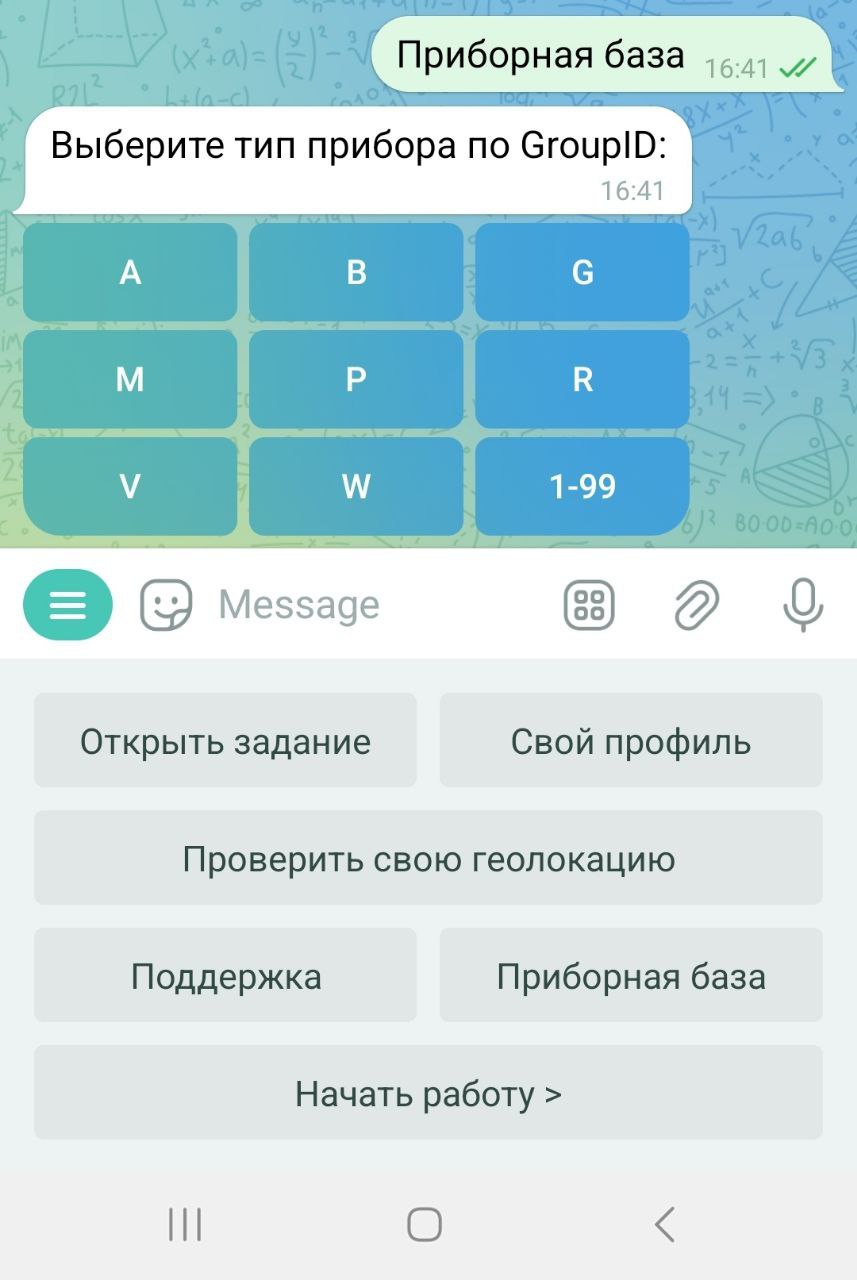 Приборная база 16:41
Выберите тип прибора по GroupID:
16:41
A B G
M P R
V W 1-99
Message
Открыть задание Свой профиль
Проверить свою геолокацию
Поддержка Приборная база
Начать работу >